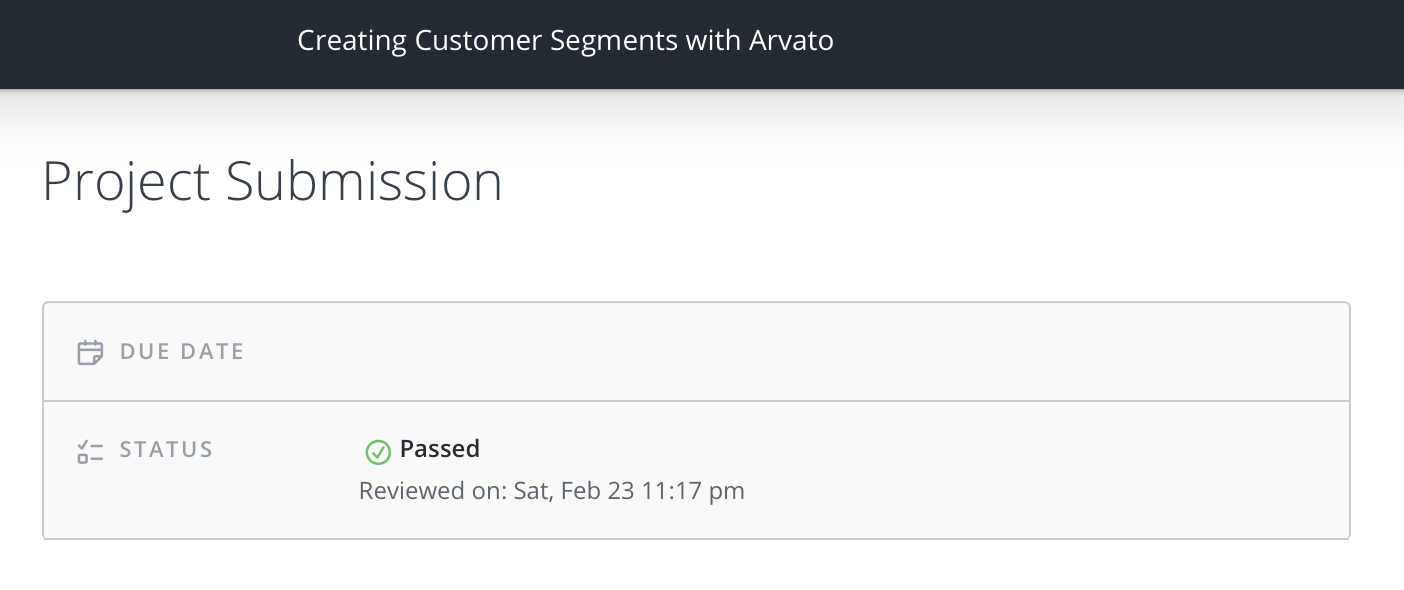 Creating Customer Segments with Arvato
Project Submission
DUE DATE
STATUS
Passed
Reviewed on: Sat, Feb 23 11:17 pm